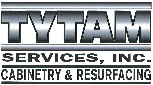 TYTAM
SERVICES, INC.
CABINETRY & RESURFACING